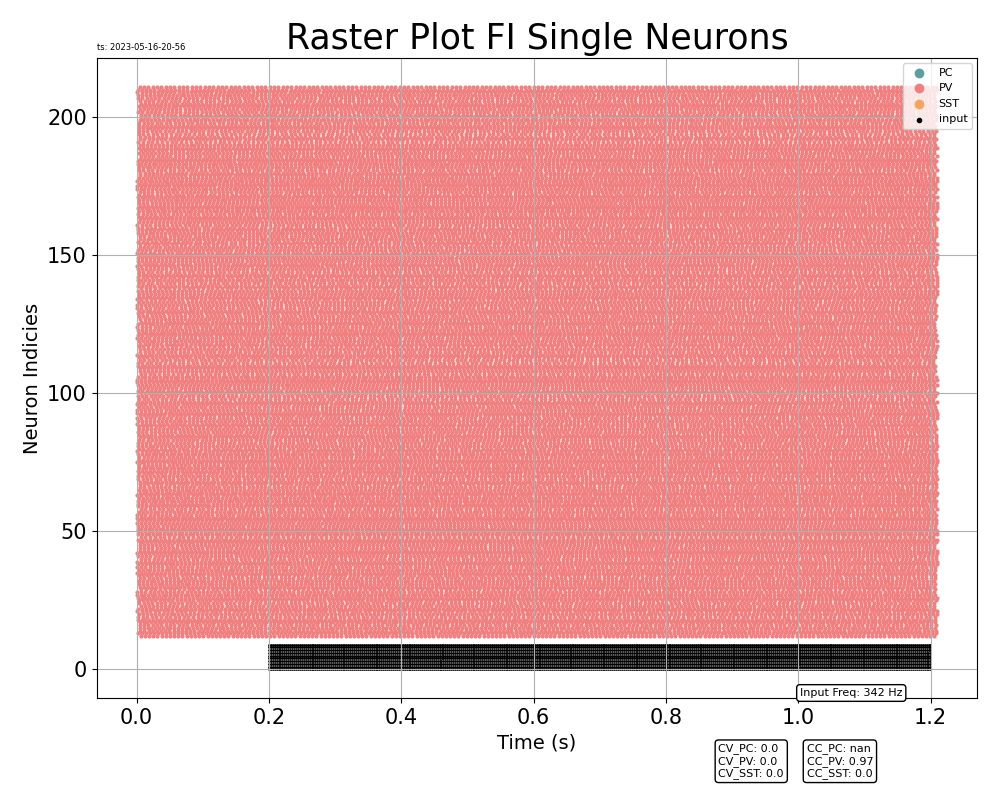 Raster Plot FI Single Neurons
ts: 2023-05-16-20-56
PC
PV
SST
input
200
150
100
50
0
Neuron Indicies
Input Freq: 342 Hz
0.0 0.2 0.4 0.6 0.8 1.0 1.2
Time (s)
CV_PC: 0.0
CV_PV: 0.0
CV_SST: 0.0
CC_PC: nan
CC_PV: 0.97
CC_SST: 0.0